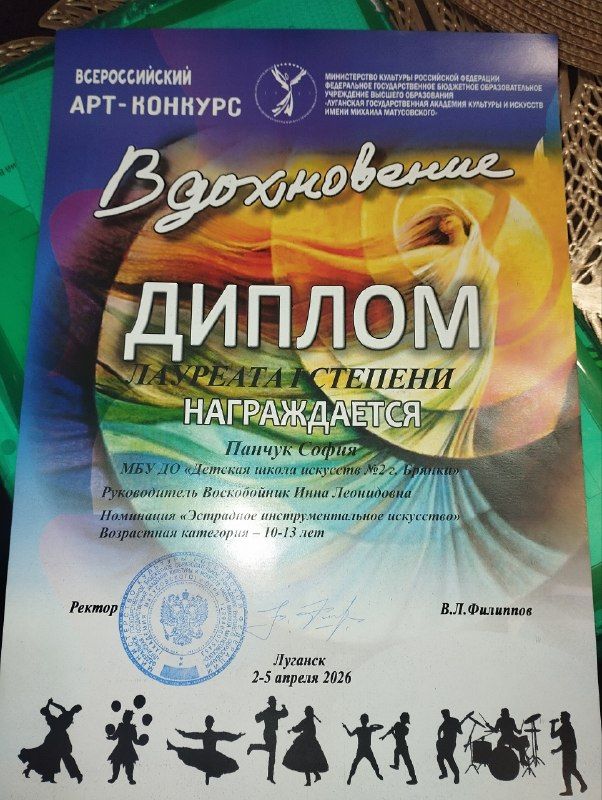 ВСЕРОССИЙСКИЙ
АРТ-КОНКУРС
МИНИСТЕРСТВО КУЛЬТУРЫ РОССИЙСКОЙ ФЕДЕРАЦИИ
ФЕДЕРАЛЬНОЕ ГОСУДАРСТВЕННОЕ БЮДЖЕТНОЕ ОБРАЗОВАТЕЛЬНОЕ
УЧРЕЖДЕНИЕ ВЫСШЕГО ОБРАЗОВАНИЯ
«ЛУГАНСКАЯ ГОСУДАРСТВЕННАЯ АКАДЕМИЯ КУЛЬТУРЫ И ИСКУССТВ
ИМЕНИ МИХАИЛА МАТУСОВСКОГО»
Вдохновение
ДИПЛОМ
ЛАУРЕАТА I СТЕПЕНИ
НАГРАЖДАЕТСЯ
Панчук София
МБУ ДО «Детская школа искусств №2 г. Брянки»
Руководитель Воскобойник Инна Леонидовна
Номинация «Эстрадное инструментальное искусство»
Возрастная категория – 10-13 лет
Ректор
В.Л.Филиппов
Луганск
2-5 апреля 2026